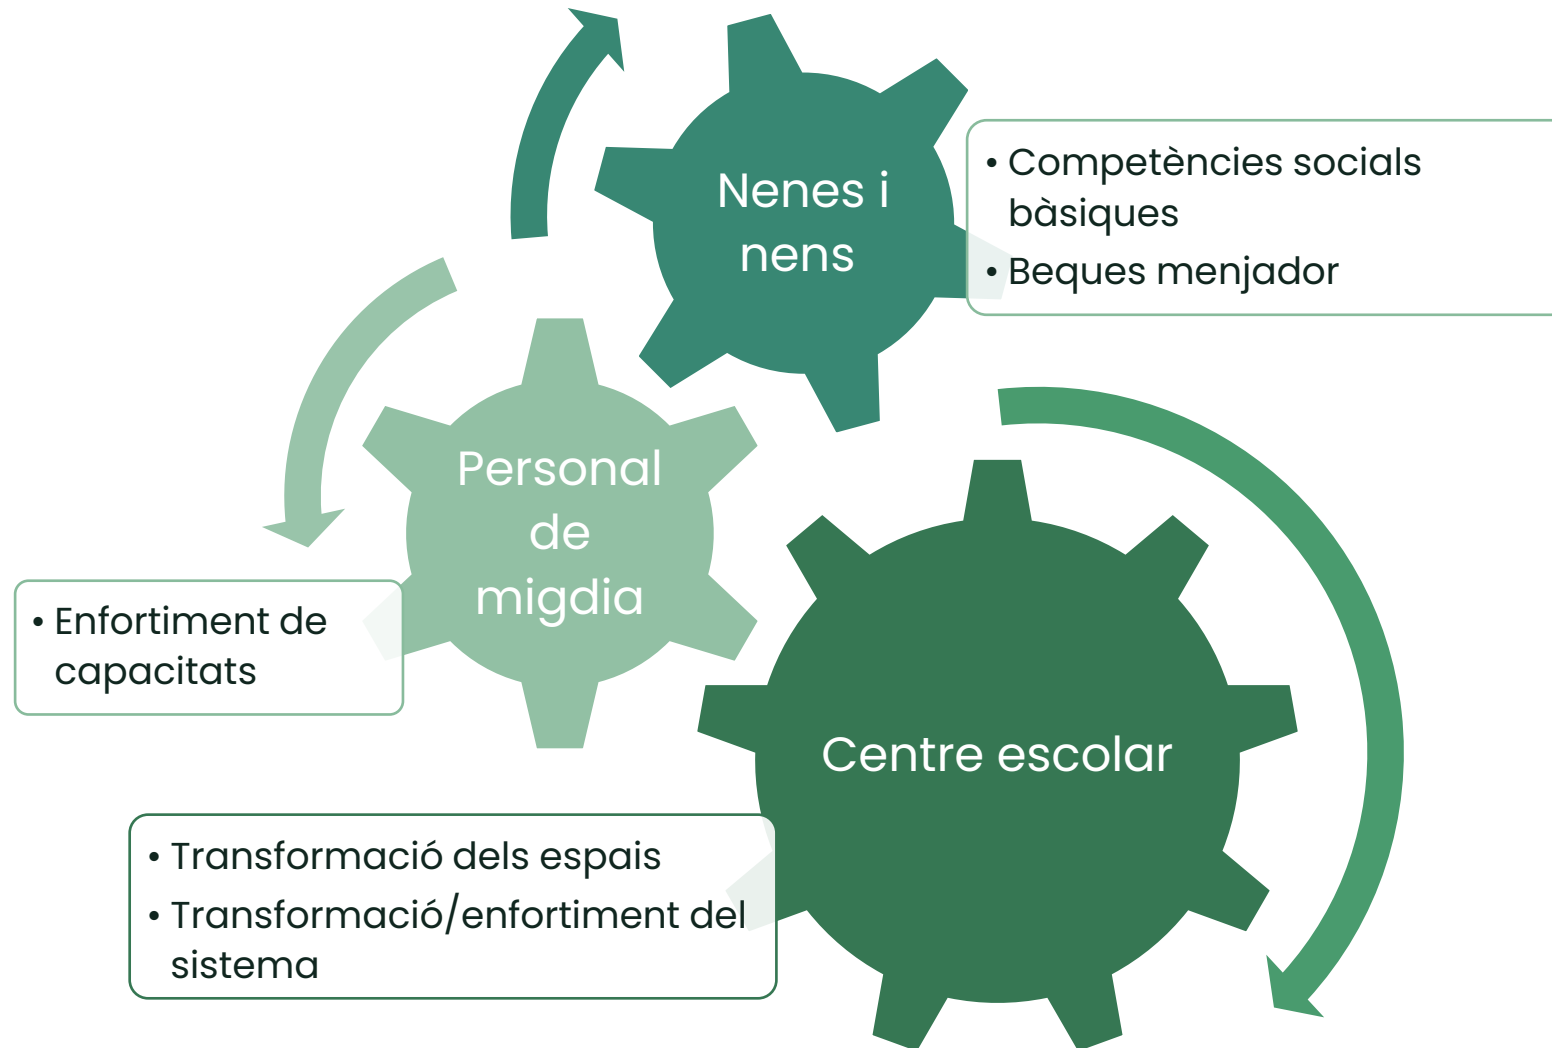 Nenes i
nens
• Competències socials
bàsiques
• Beques menjador
Personal
de
migdia
• Enfortiment de
capacitats
Centre escolar
• Transformació dels espais
• Transformació/enfortiment del
sistema